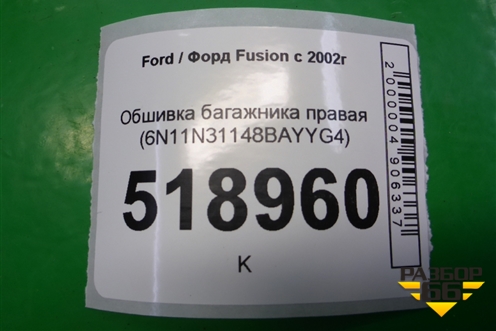 Ford / Форд Fusion с 2002г
Обшивка багажника правая
(6N11N31148BAYYG4)
518960
К
2000004906337
РАЗБОР
66